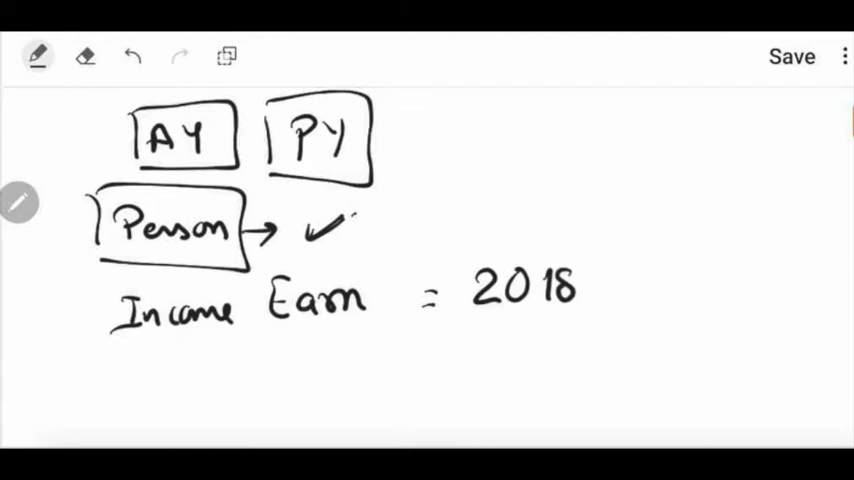 Save
AY PY
Person → ✓
Income Earn = 2018